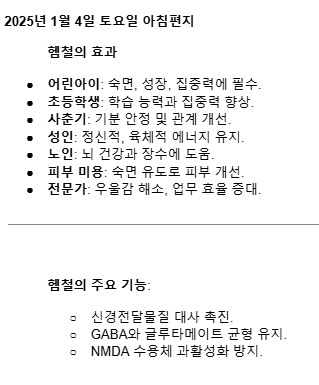 2025년 1월 4일 토요일 아침편지
헴철의 효과
● 어린아이: 숙면, 성장, 집중력에 필수.
● 초등학생: 학습 능력과 집중력 향상.
● 사춘기: 기분 안정 및 관계 개선.
● 성인: 정신적, 육체적 에너지 유지.
● 노인: 뇌 건강과 장수에 도움.
● 피부 미용: 숙면 유도로 피부 개선.
● 전문가: 우울감 해소, 업무 효율 증대.
헴철의 주요 기능:
○ 신경전달물질 대사 촉진.
○ GABA와 글루타메이트 균형 유지.
○ NMDA 수용체 과활성화 방지.